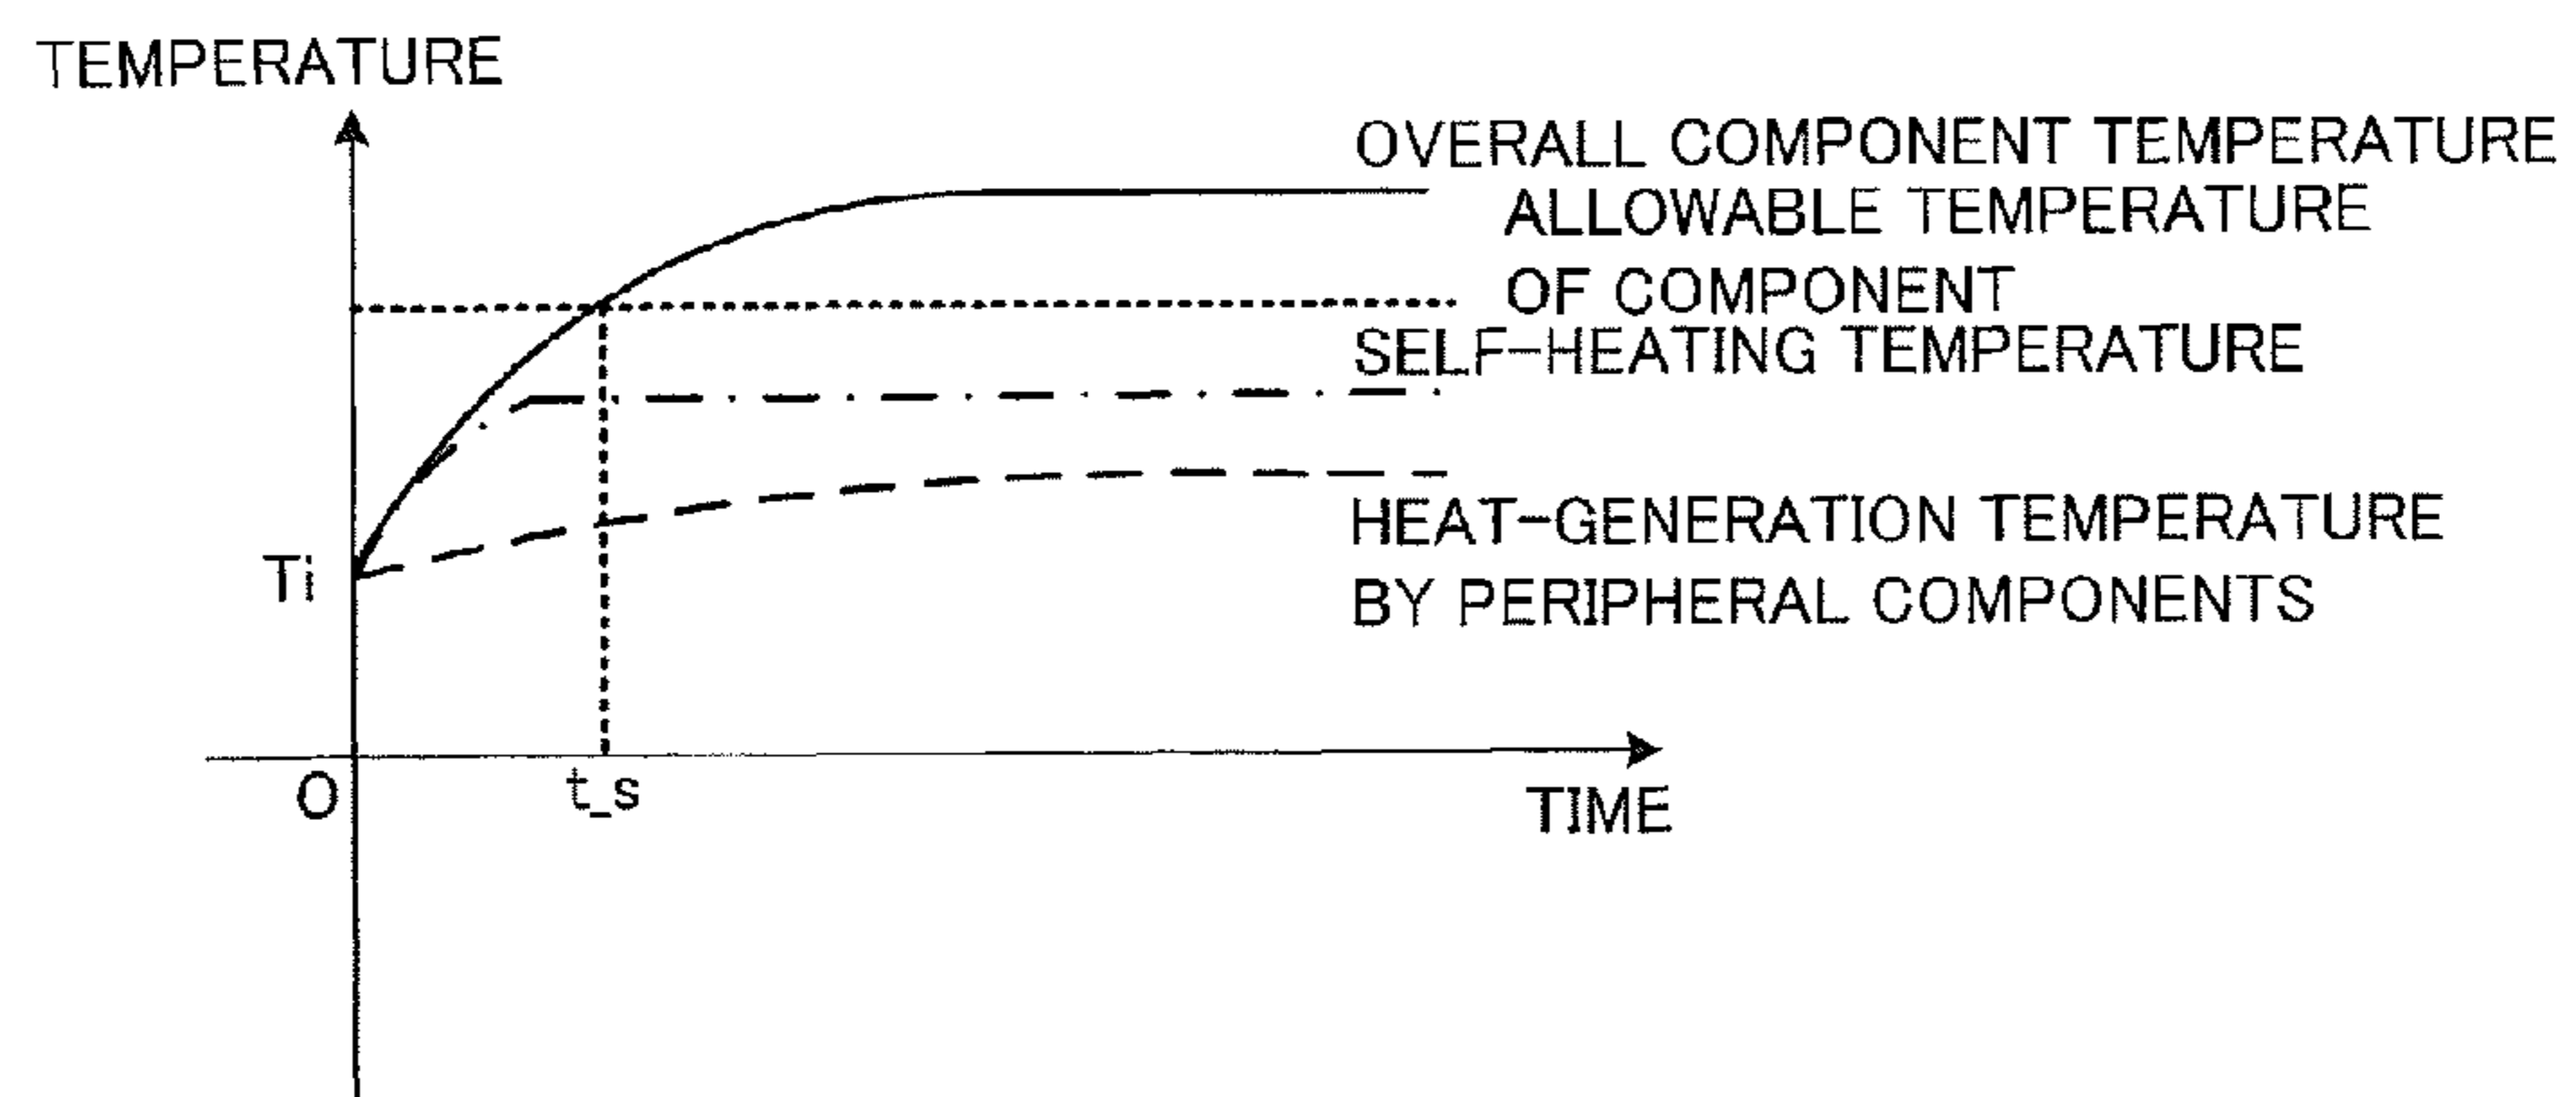 TEMPERATURE
OVERALL COMPONENT TEMPERATURE
ALLOWABLE TEMPERATURE
OF COMPONENT
SELF-HEATING TEMPERATURE
HEAT-GENERATION TEMPERATURE
BY PERIPHERAL COMPONENTS
Ti
O
t_s
TIME